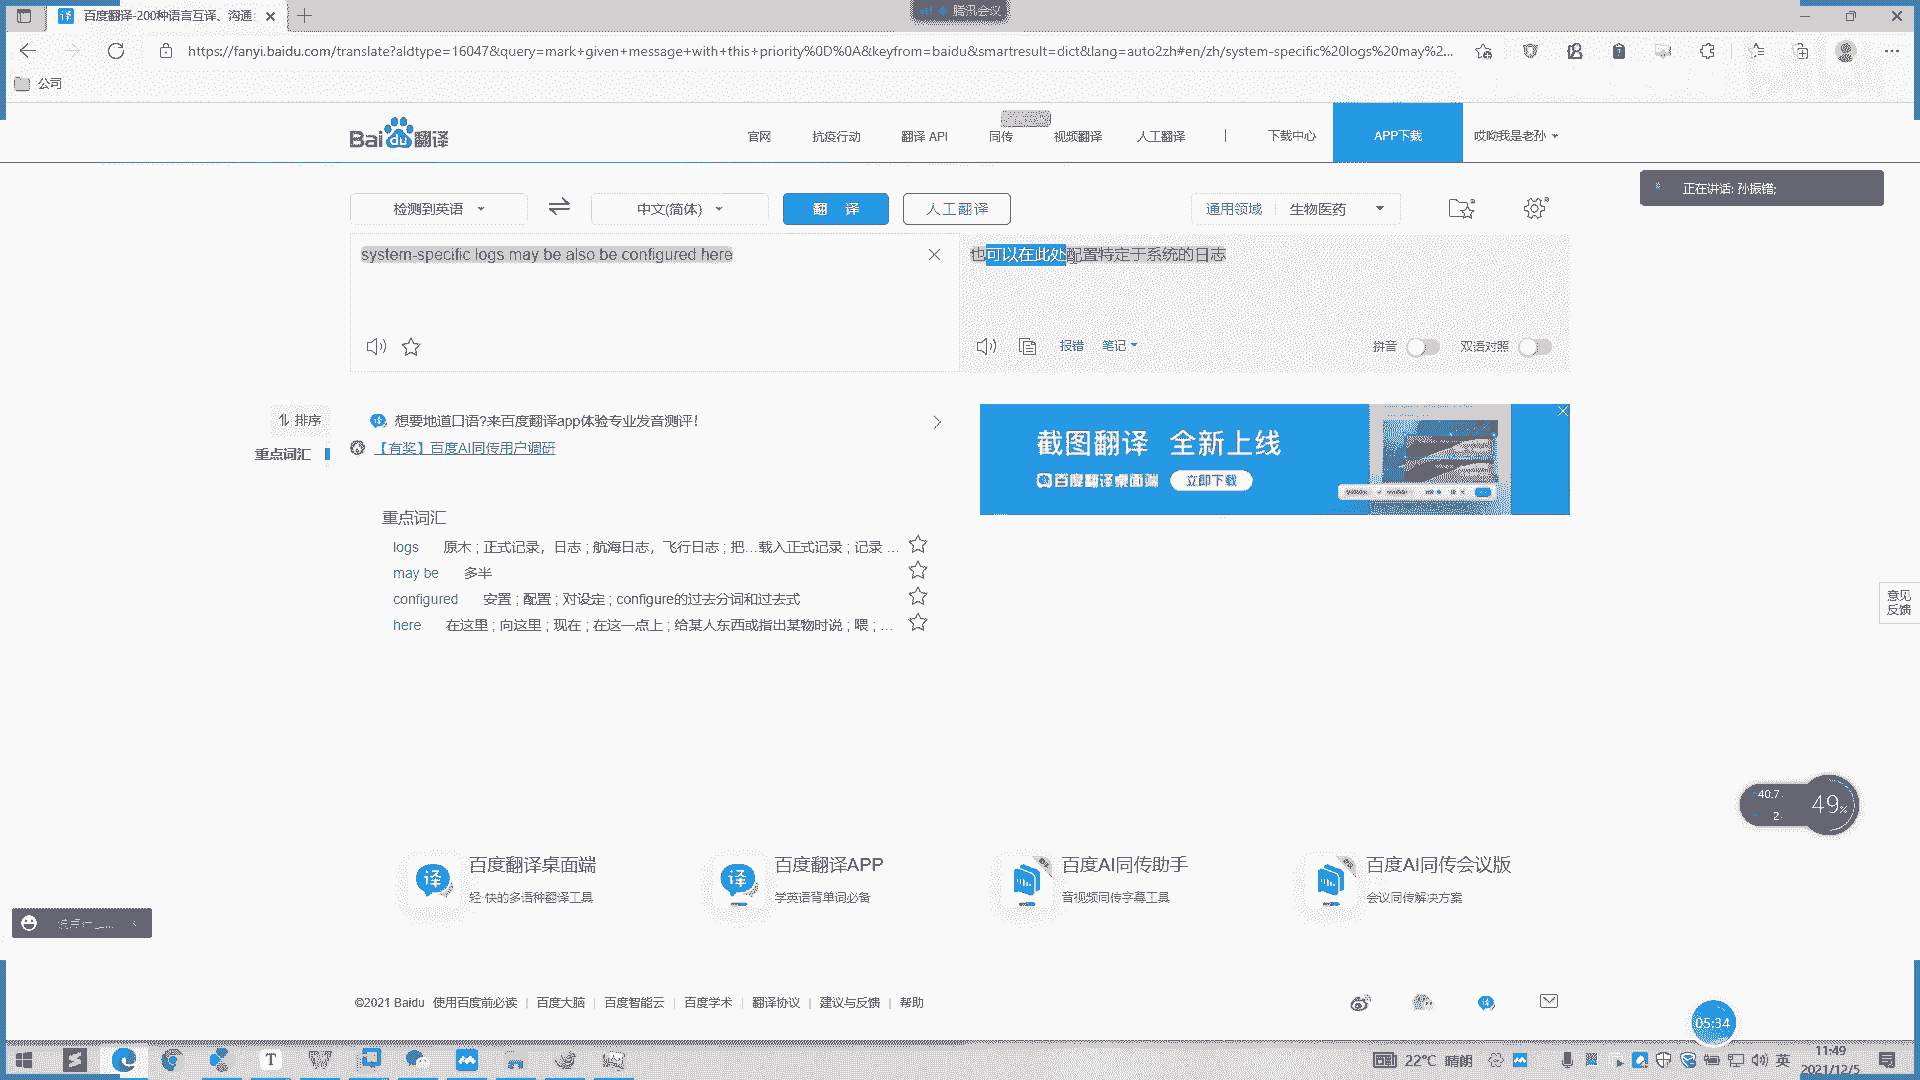 百度翻译-200种语言互译、沟通
腾讯会议
https://fanyi.baidu.com/translate?aldtype=16047&query=mark+given+message+with+this+priority%0D%0A&keyfrom=baidu&smartresult=dict&lang=auto2zh#en/zh/system-specific%20logs%20may%2...
公司
Bai du 翻译
官网
抗疫行动
翻译 API
同传
视频翻译
人工翻译
下载中心
APP下载
哎呦我是老孙
正在讲话: 孙振锴;
检测到英语
中文(简体)
翻 译
人工翻译
通用领域
生物医药
system-specific logs may be also be configured here
也可以在此处配置特定于系统的日志
报错
笔记
拼音
双语对照
排序
重点词汇
想要地道口语?来百度翻译app体验专业发音测评!
【有奖】百度AI同传用户调研
截图翻译 全新上线
百度翻译桌面端
立即下载
重点词汇
logs 原木 ; 正式记录，日志 ; 航海日志，飞行日志 ; 把…载入正式记录 ; 记录 ...
may be 多半
configured 安置 ; 配置 ; 对设定 ; configure的过去分词和过去式
here 在这里 ; 向这里 ; 现在 ; 在这一点上 ; 给某人东西或指出某物时说 ; 喂 ; ...
意见
反馈
40.7
2
49%
译 百度翻译桌面端
轻 快的多语种翻译工具
译 百度翻译APP
学英语背单词必备
百度AI同传助手
音视频同传字幕工具
百度AI同传会议版
会议同传解决方案
©2021 Baidu 使用百度前必读 | 百度大脑 | 百度智能云 | 百度学术 | 翻译协议 | 建议与反馈 | 帮助
05:34
22°C 晴朗
英
11:49
2021/12/5